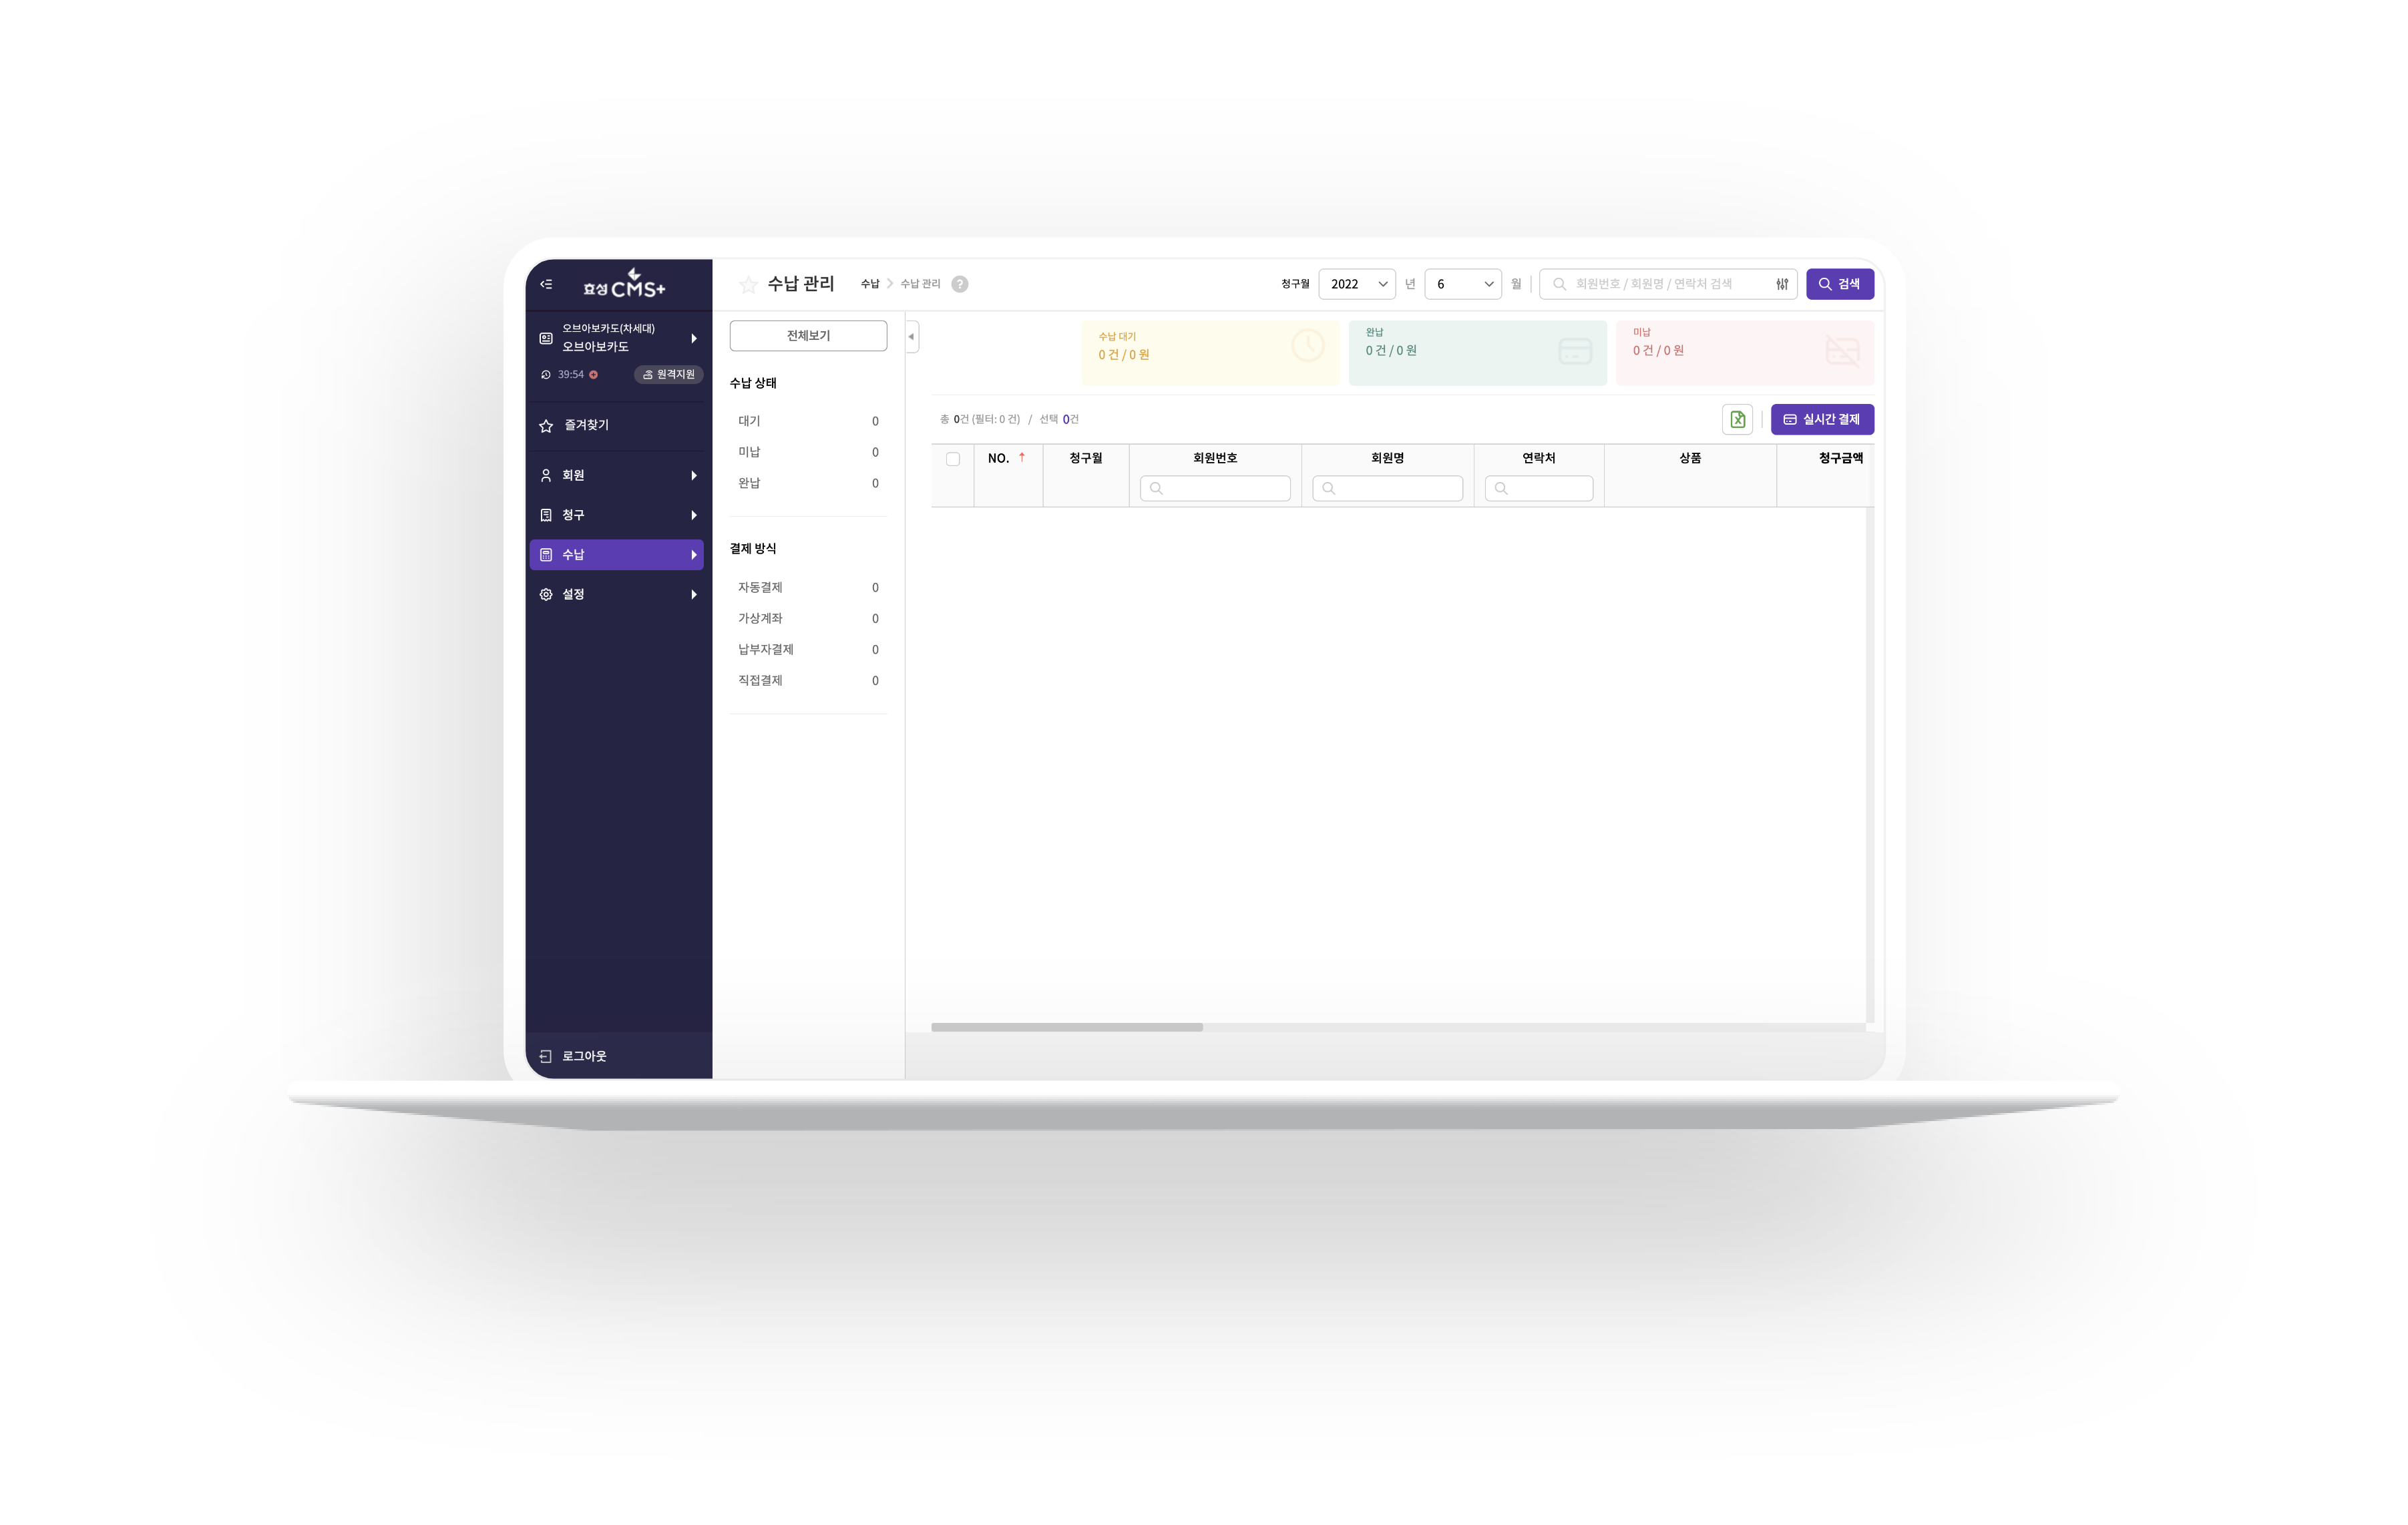 효성 CMS+
오브아보카도(차세대)
오브아보카도
39:54
원격지원
즐겨찾기
회원
청구
수납
설정
로그아웃
수납 관리
수납 > 수납 관리 ?
청구월 2022 년 6 월 회원번호 / 회원명 / 연락처 검색 검색
전체보기
수납 상태
대기 0
미납 0
완납 0
결제 방식
자동결제 0
가상계좌 0
납부자결제 0
직접결제 0
수납 대기
0 건 / 0 원
완납
0 건 / 0 원
미납
0 건 / 0 원
총 0건 (필터: 0 건) / 선택 0건
실시간 결제
NO. 청구월 회원번호 회원명 연락처 상품 청구금액